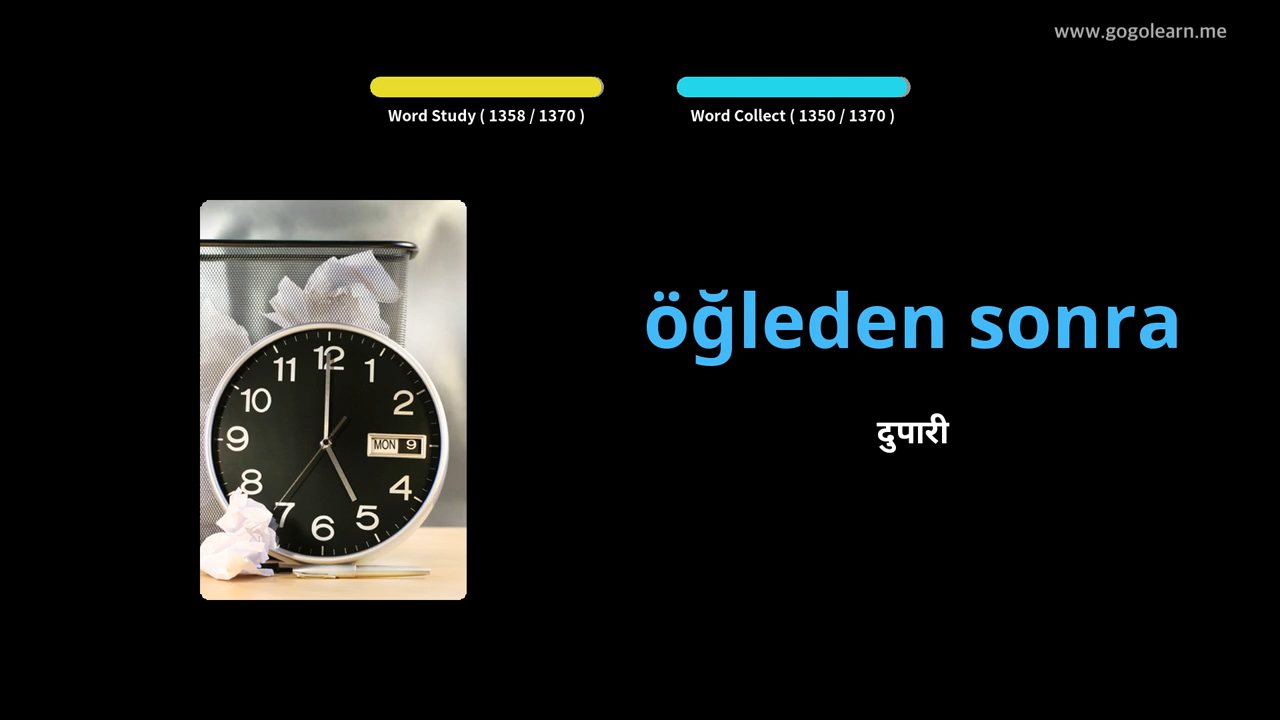 www.gogolearn.me
Word Study ( 1358 / 1370 )
Word Collect ( 1350 / 1370 )
öğleden sonra
दुपारी
12
11
1
10
2
9
MON 9
8
4
7
5
6